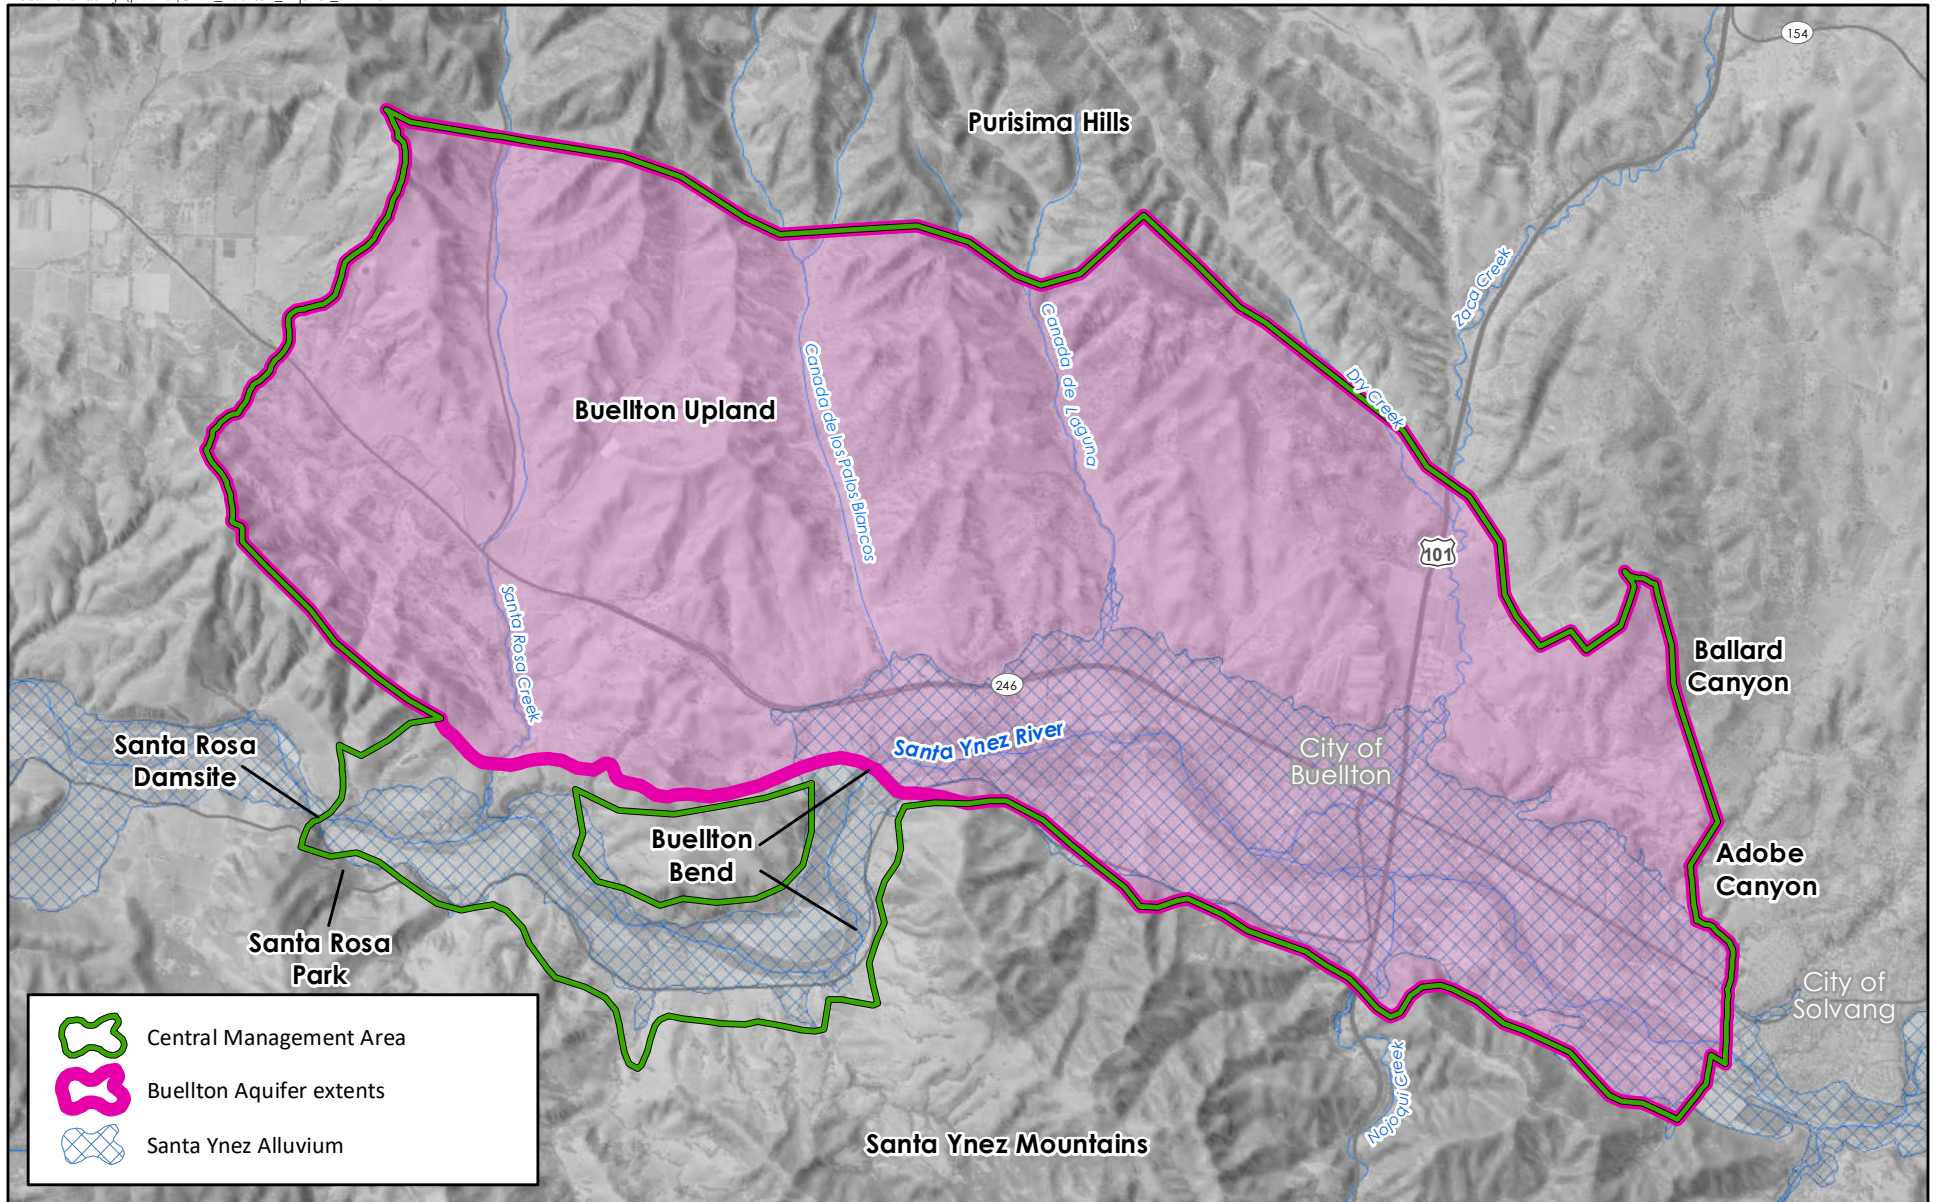 154
Purisima Hills
Zaca Creek
Canada de Laguna
Canada de los Palos Blancos
Dry Creek
Buellton Upland
101
Santa Rosa Creek
Ballard
Canyon
246
Santa Ynez River
Santa Rosa
Damsite
City of
Buellton
Buellton
Bend
Adobe
Canyon
Santa Rosa
Park
City of
Solvang
Nojoqui Creek
Santa Ynez Mountains
Central Management Area
Buellton Aquifer extents
Santa Ynez Alluvium